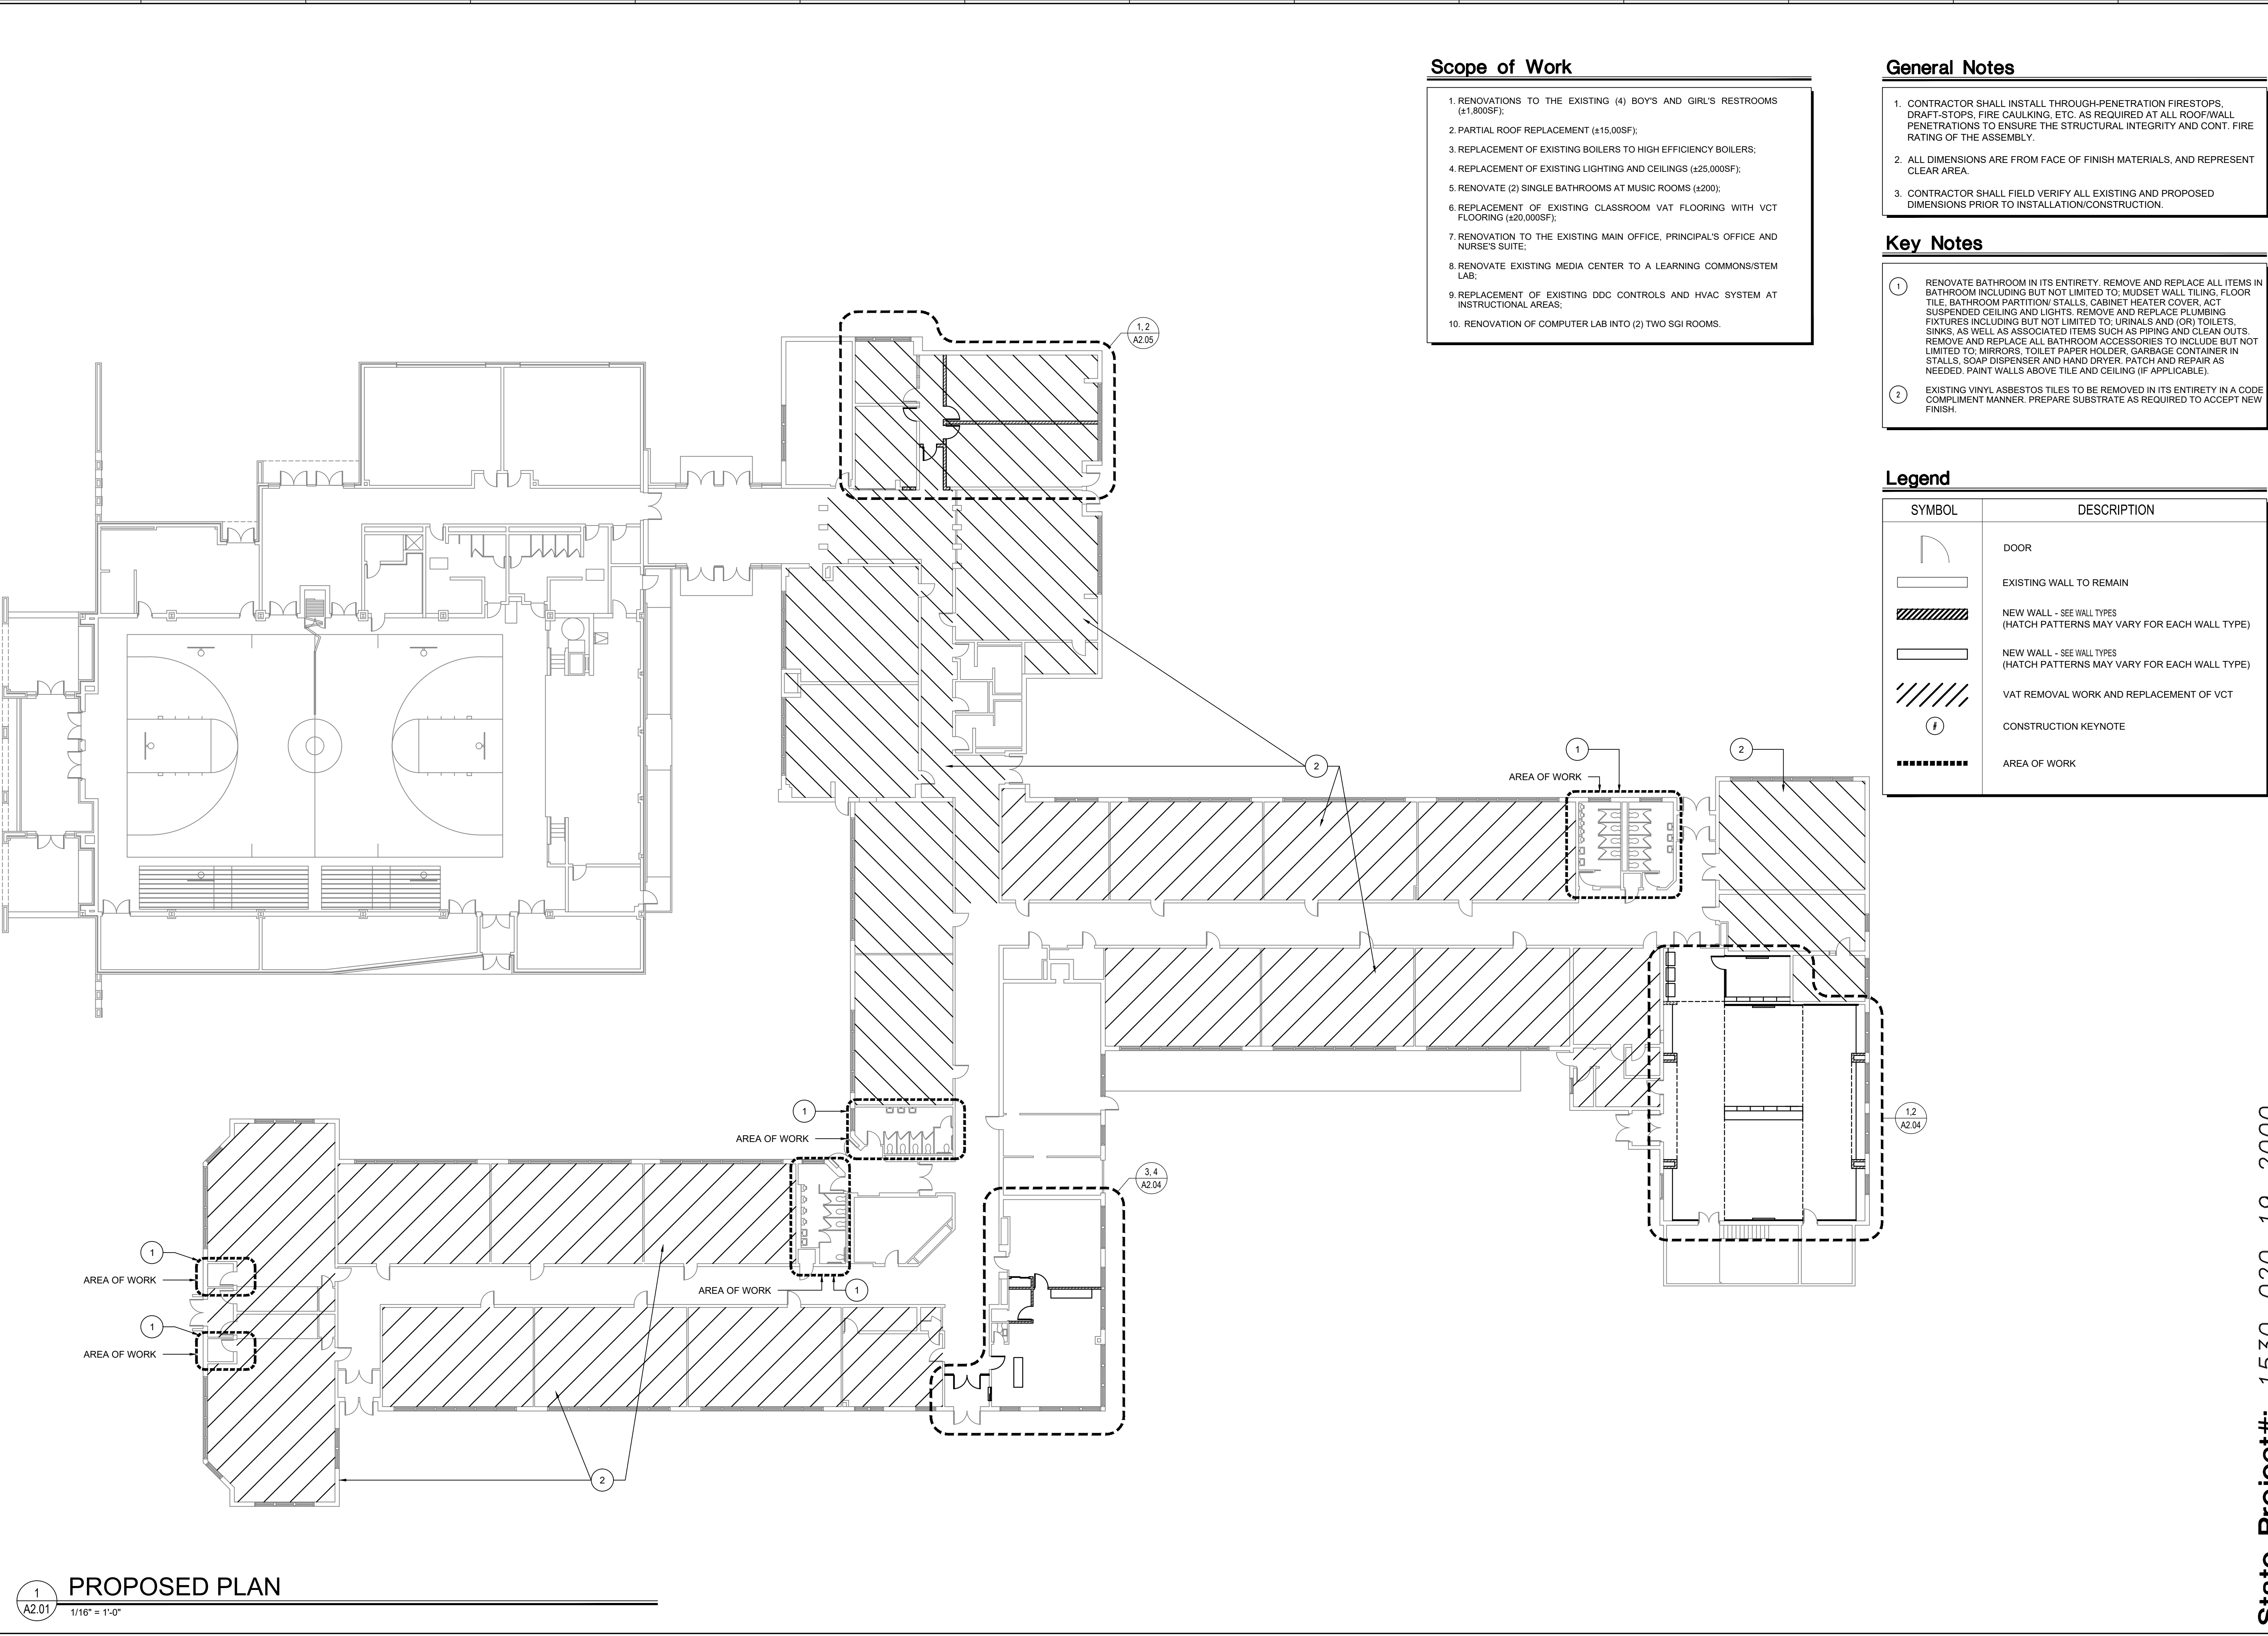 Scope of Work
1. RENOVATIONS TO THE EXISTING (4) BOY'S AND GIRL'S RESTROOMS
(±1,800SF);
2. PARTIAL ROOF REPLACEMENT (±15,00SF);
3. REPLACEMENT OF EXISTING BOILERS TO HIGH EFFICIENCY BOILERS;
4. REPLACEMENT OF EXISTING LIGHTING AND CEILINGS (±25,000SF);
5. RENOVATE (2) SINGLE BATHROOMS AT MUSIC ROOMS (±200);
6. REPLACEMENT OF EXISTING CLASSROOM VAT FLOORING WITH VCT
FLOORING (±20,000SF);
7. RENOVATION TO THE EXISTING MAIN OFFICE, PRINCIPAL'S OFFICE AND
NURSE'S SUITE;
8. RENOVATE EXISTING MEDIA CENTER TO A LEARNING COMMONS/STEM
LAB;
9. REPLACEMENT OF EXISTING DDC CONTROLS AND HVAC SYSTEM AT
INSTRUCTIONAL AREAS;
10. RENOVATION OF COMPUTER LAB INTO (2) TWO SGI ROOMS.
General Notes
1. CONTRACTOR SHALL INSTALL THROUGH-PENETRATION FIRESTOPS,
DRAFT-STOPS, FIRE CAULKING, ETC. AS REQUIRED AT ALL ROOF/WALL
PENETRATIONS TO ENSURE THE STRUCTURAL INTEGRITY AND CONT. FIRE
RATING OF THE ASSEMBLY.
2. ALL DIMENSIONS ARE FROM FACE OF FINISH MATERIALS, AND REPRESENT
CLEAR AREA.
3. CONTRACTOR SHALL FIELD VERIFY ALL EXISTING AND PROPOSED
DIMENSIONS PRIOR TO INSTALLATION/CONSTRUCTION.
Key Notes
1 RENOVATE BATHROOM IN ITS ENTIRETY. REMOVE AND REPLACE ALL ITEMS IN
BATHROOM INCLUDING BUT NOT LIMITED TO; MUDSET WALL TILING, FLOOR
TILE, BATHROOM PARTITION/ STALLS, CABINET HEATER COVER, ACT
SUSPENDED CEILING AND LIGHTS. REMOVE AND REPLACE PLUMBING
FIXTURES INCLUDING BUT NOT LIMITED TO; URINALS AND (OR) TOILETS,
SINKS, AS WELL AS ASSOCIATED ITEMS SUCH AS PIPING AND CLEAN OUTS.
REMOVE AND REPLACE ALL BATHROOM ACCESSORIES TO INCLUDE BUT NOT
LIMITED TO; MIRRORS, TOILET PAPER HOLDER, GARBAGE CONTAINER IN
STALLS, SOAP DISPENSER AND HAND DRYER. PATCH AND REPAIR AS
NEEDED. PAINT WALLS ABOVE TILE AND CEILING (IF APPLICABLE).
2 EXISTING VINYL ASBESTOS TILES TO BE REMOVED IN ITS ENTIRETY IN A CODE
COMPLIMENT MANNER. PREPARE SUBSTRATE AS REQUIRED TO ACCEPT NEW
FINISH.
Legend
SYMBOL DESCRIPTION
DOOR
EXISTING WALL TO REMAIN
NEW WALL - SEE WALL TYPES
(HATCH PATTERNS MAY VARY FOR EACH WALL TYPE)
NEW WALL - SEE WALL TYPES
(HATCH PATTERNS MAY VARY FOR EACH WALL TYPE)
VAT REMOVAL WORK AND REPLACEMENT OF VCT
# CONSTRUCTION KEYNOTE
AREA OF WORK
1, 2
A2.05
1
2
2
AREA OF WORK
1
AREA OF WORK
1,2
A2.04
3, 4
A2.04
1
AREA OF WORK
AREA OF WORK
1
1
AREA OF WORK
2
1
A2.01
PROPOSED PLAN
1/16" = 1'-0"
State Project#: 1530 020 19 2000